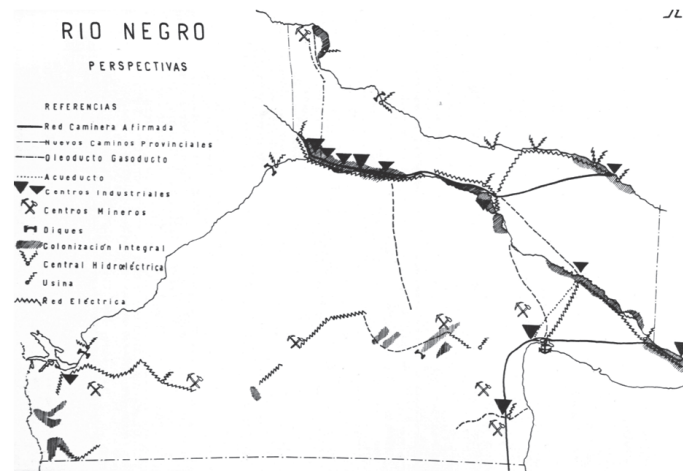 RIO NEGRO
PERSPECTIVAS
REFERENCIAS
Red Caminera Afirmada
Nuevos Caminos Provinciales
Oleoducto Gasoducto
Acueducto
Centros Industriales
Centros Mineros
Diques
Colonización Integral
Central Hidroeléctrica
Usina
Red Eléctrica